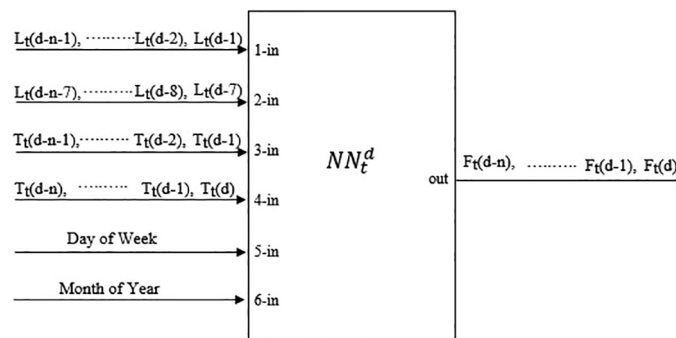 Lt(d-n-1), ········· Lt(d-2), Lt(d-1)
1-in
Lt(d-n-7), ········· Lt(d-8), Lt(d-7)
2-in
Tt(d-n-1),········· Tt(d-2), Tt(d-1)
3-in
Tt(d-n), ········· Tt(d-1), Tt(d)
4-in
Day of Week
5-in
Month of Year
6-in
NN_t^d
out
Ft(d-n), ········· Ft(d-1), Ft(d)